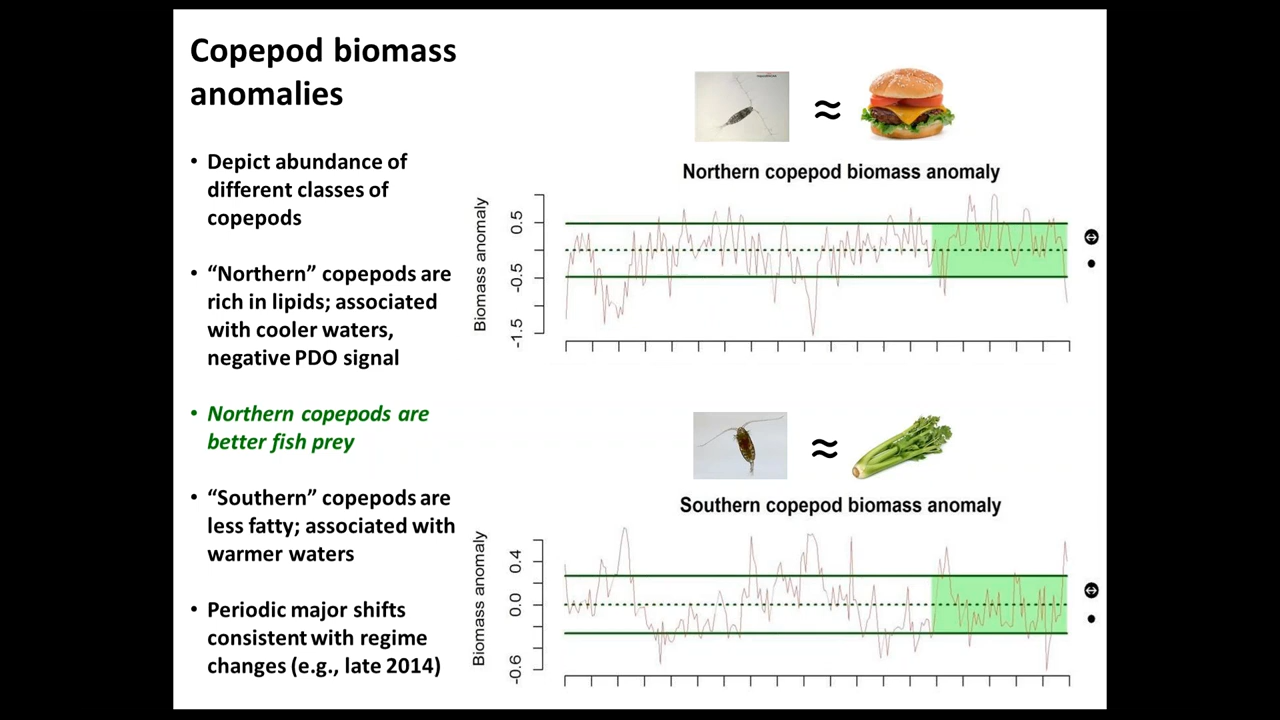 Copepod biomass
anomalies
• Depict abundance of
different classes of
copepods
• “Northern” copepods are
rich in lipids; associated
with cooler waters,
negative PDO signal
• Northern copepods are
better fish prey
• “Southern” copepods are
less fatty; associated with
warmer waters
• Periodic major shifts
consistent with regime
changes (e.g., late 2014)
≈
Northern copepod biomass anomaly
Biomass anomaly
0.5
-0.5
-1.5
≈
Southern copepod biomass anomaly
Biomass anomaly
0.4
0.0
-0.6